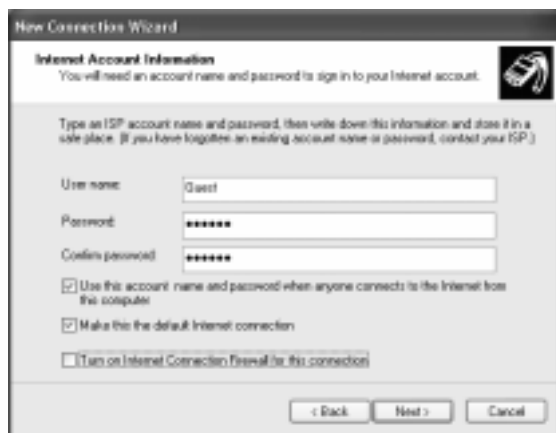 New Connection Wizard
Internet Account Information
You will need an account name and password to sign in to your Internet account.
Type an ISP account name and password, then write down this information and store it in a
safe place. (If you have forgotten an existing account name or password, contact your ISP.)
User name: Guest
Password: ••••••
Confirm password: ••••••
Use this account name and password when anyone connects to the Internet from
this computer
Make this the default Internet connection
Turn on Internet Connection Firewall for this connection
< Back Next > Cancel